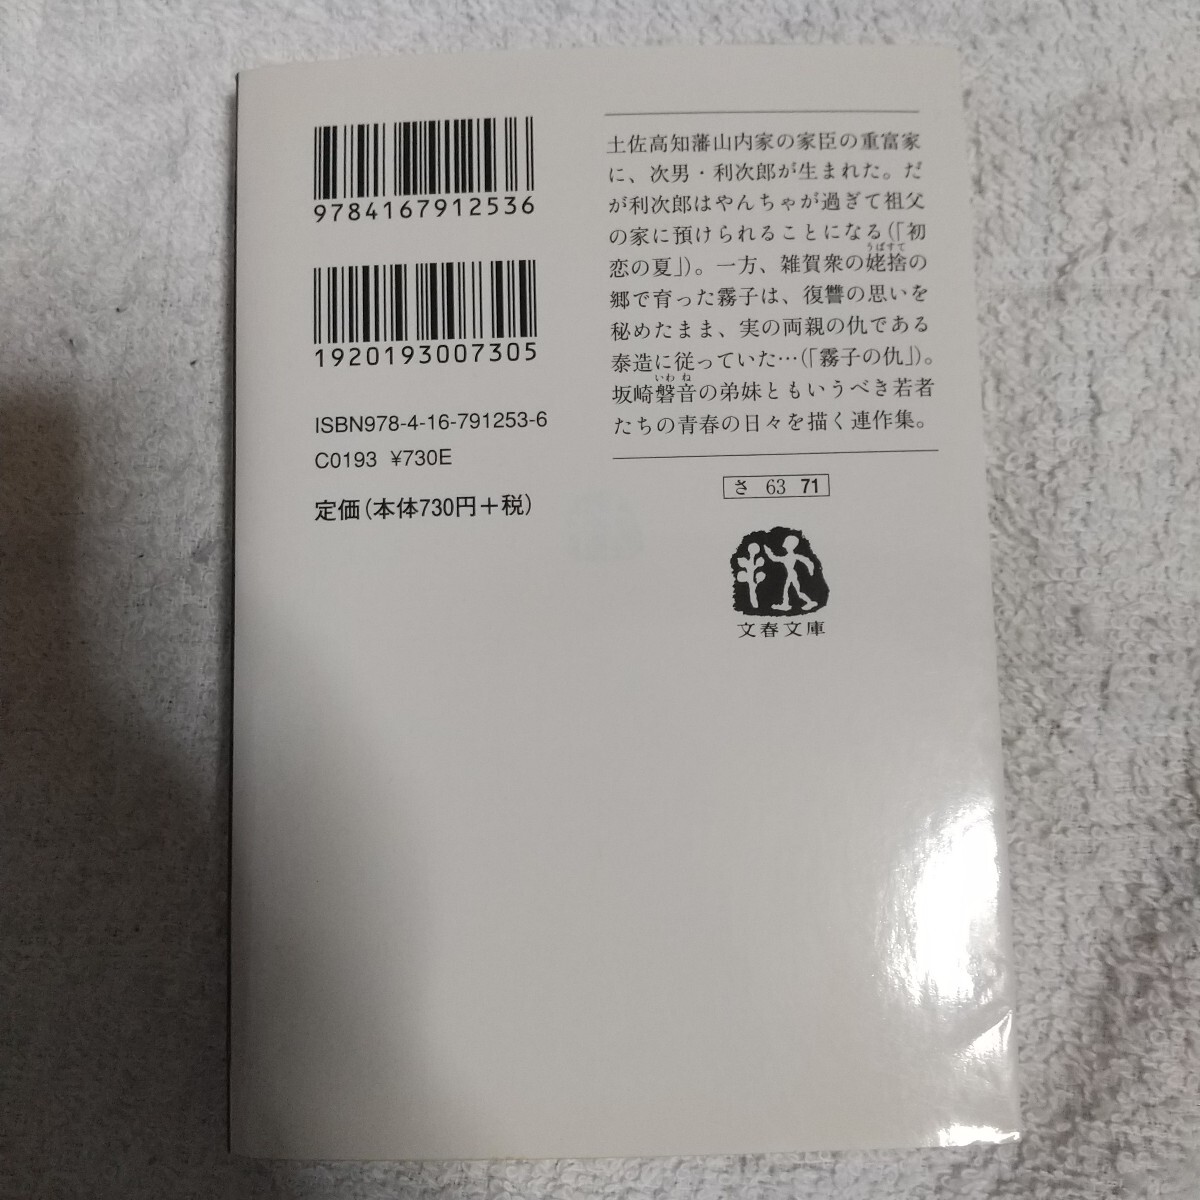 9784167912536
1920193007305
ISBN978-4-16-791253-6
C0193 ¥730E
定価(本体730円+税)
土佐高知藩山内家の家臣の重富家
に、次男・利次郎が生まれた。だ
が利次郎はやんちゃが過ぎて祖父
の家に預けられることになる(「初
うばすて
恋の夏」)。一方、雑賀衆の姥捨の
郷で育った霧子は、復讐の思いを
秘めたまま、実の両親の仇である
泰造に従っていた…(「霧子の仇」)。
いわ ね
坂崎磐音の弟妹ともいうべき若者
たちの青春の日々を描く連作集。
さ 63 71
文春文庫